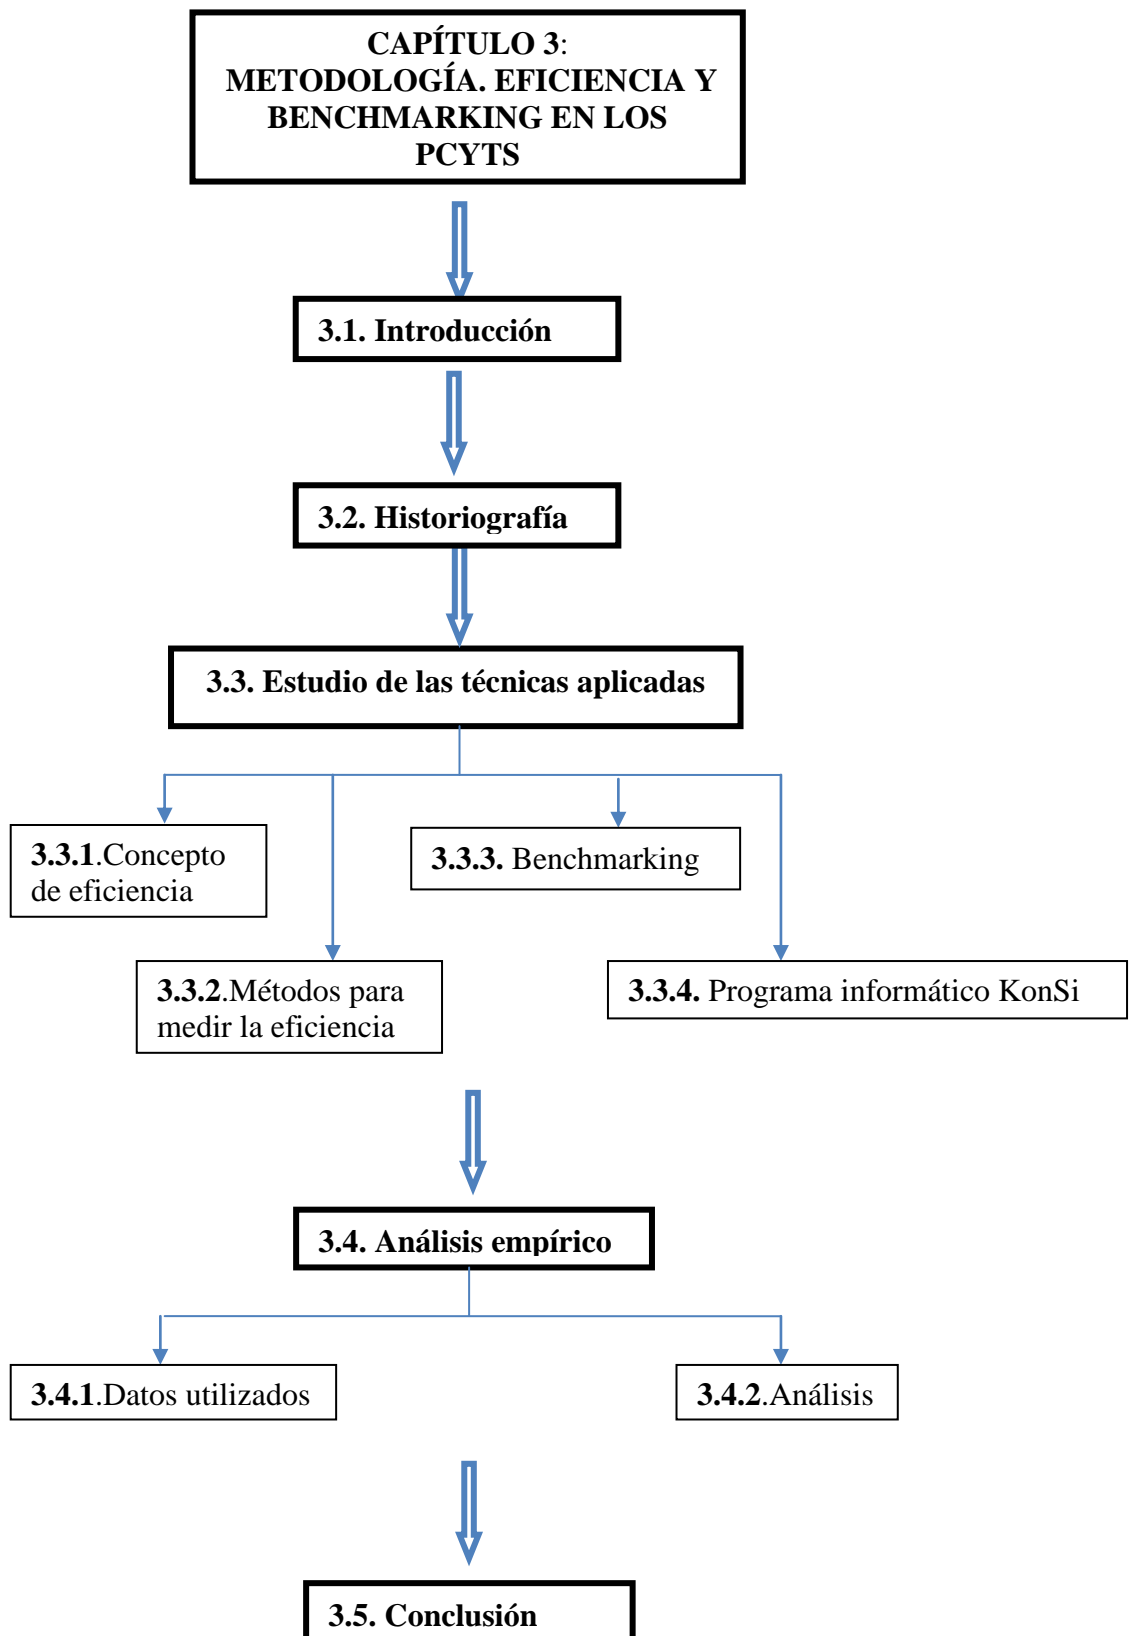 CAPÍTULO 3:
METODOLOGÍA. EFICIENCIA Y
BENCHMARKING EN LOS
PCYTS
3.1. Introducción
3.2. Historiografía
3.3. Estudio de las técnicas aplicadas
3.3.1.Concepto
de eficiencia
3.3.2.Métodos para
medir la eficiencia
3.3.3. Benchmarking
3.3.4. Programa informático KonSi
3.4. Análisis empírico
3.4.1.Datos utilizados
3.4.2.Análisis
3.5. Conclusión